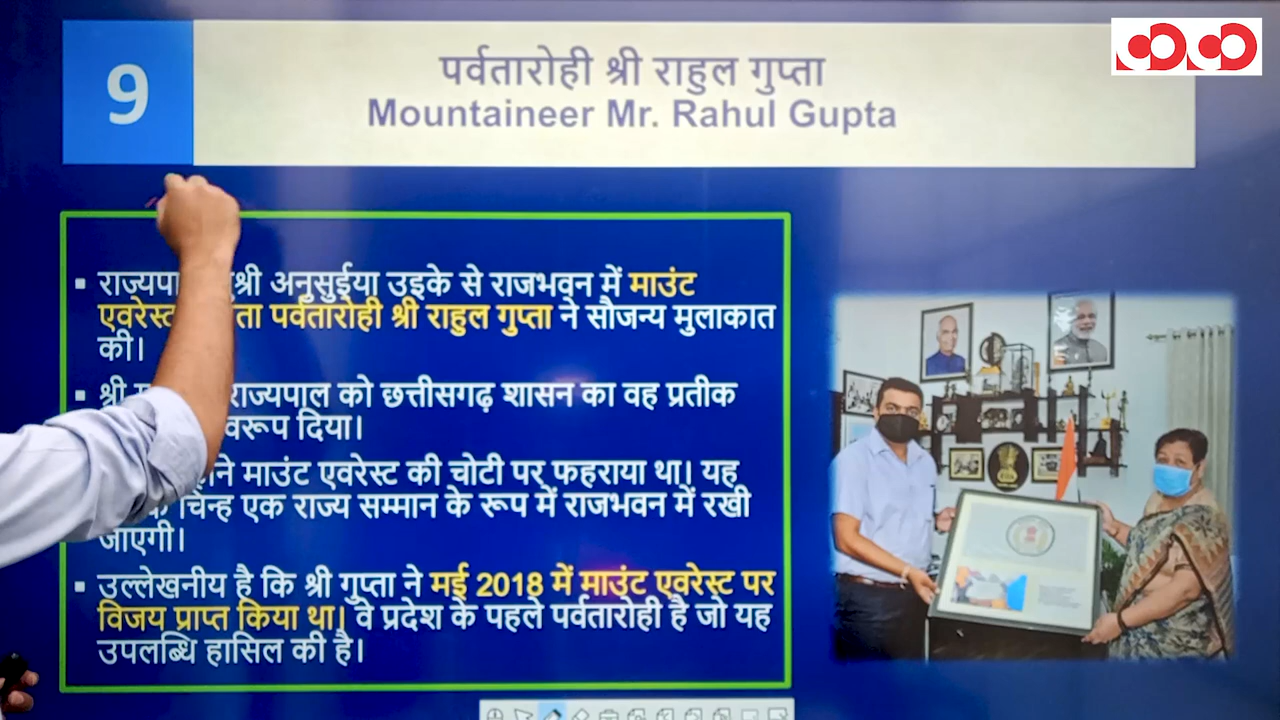 9
पर्वतारोही श्री राहुल गुप्ता
Mountaineer Mr. Rahul Gupta
श्री अनुसुईया उइके से राजभवन में माउंट
एवरेस्ट पर्वतारोही श्री राहुल गुप्ता ने सौजन्य मुलाकात
की।
श्री राज्यपाल को छत्तीसगढ़ शासन का वह प्रतीक
दिया।
माउंट एवरेस्ट की चोटी पर फहराया था। यह
चिन्ह एक राज्य सम्मान के रूप में राजभवन में रखी
जाएगी।
उल्लेखनीय है कि श्री गुप्ता ने मई 2018 में माउंट एवरेस्ट पर
विजय प्राप्त किया था। वे प्रदेश के पहले पर्वतारोही है जो यह
उपलब्धि हासिल की है।